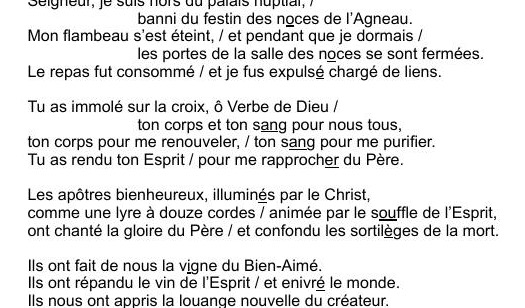 Seigneur, je suis hors du palais nuptial, /
banni du festin des noces de l'Agneau.
Mon flambeau s'est éteint, / et pendant que je dormais /
les portes de la salle des noces se sont fermées.
Le repas fut consommé / et je fus expulsé chargé de liens.
Tu as immolé sur la croix, ô Verbe de Dieu /
ton corps et ton sang pour nous tous,
ton corps pour me renouveler, / ton sang pour me purifier.
Tu as rendu ton Esprit / pour me rapprocher du Père.
Les apôtres bienheureux, illuminés par le Christ,
comme une lyre à douze cordes / animée par le souffle de l'Esprit,
ont chanté la gloire du Père / et confondu les sortilèges de la mort.
Ils ont fait de nous la vigne du Bien-Aimé.
Ils ont répandu le vin de l'Esprit / et enivré le monde.
Ils nous ont appris la louange nouvelle du créateur.